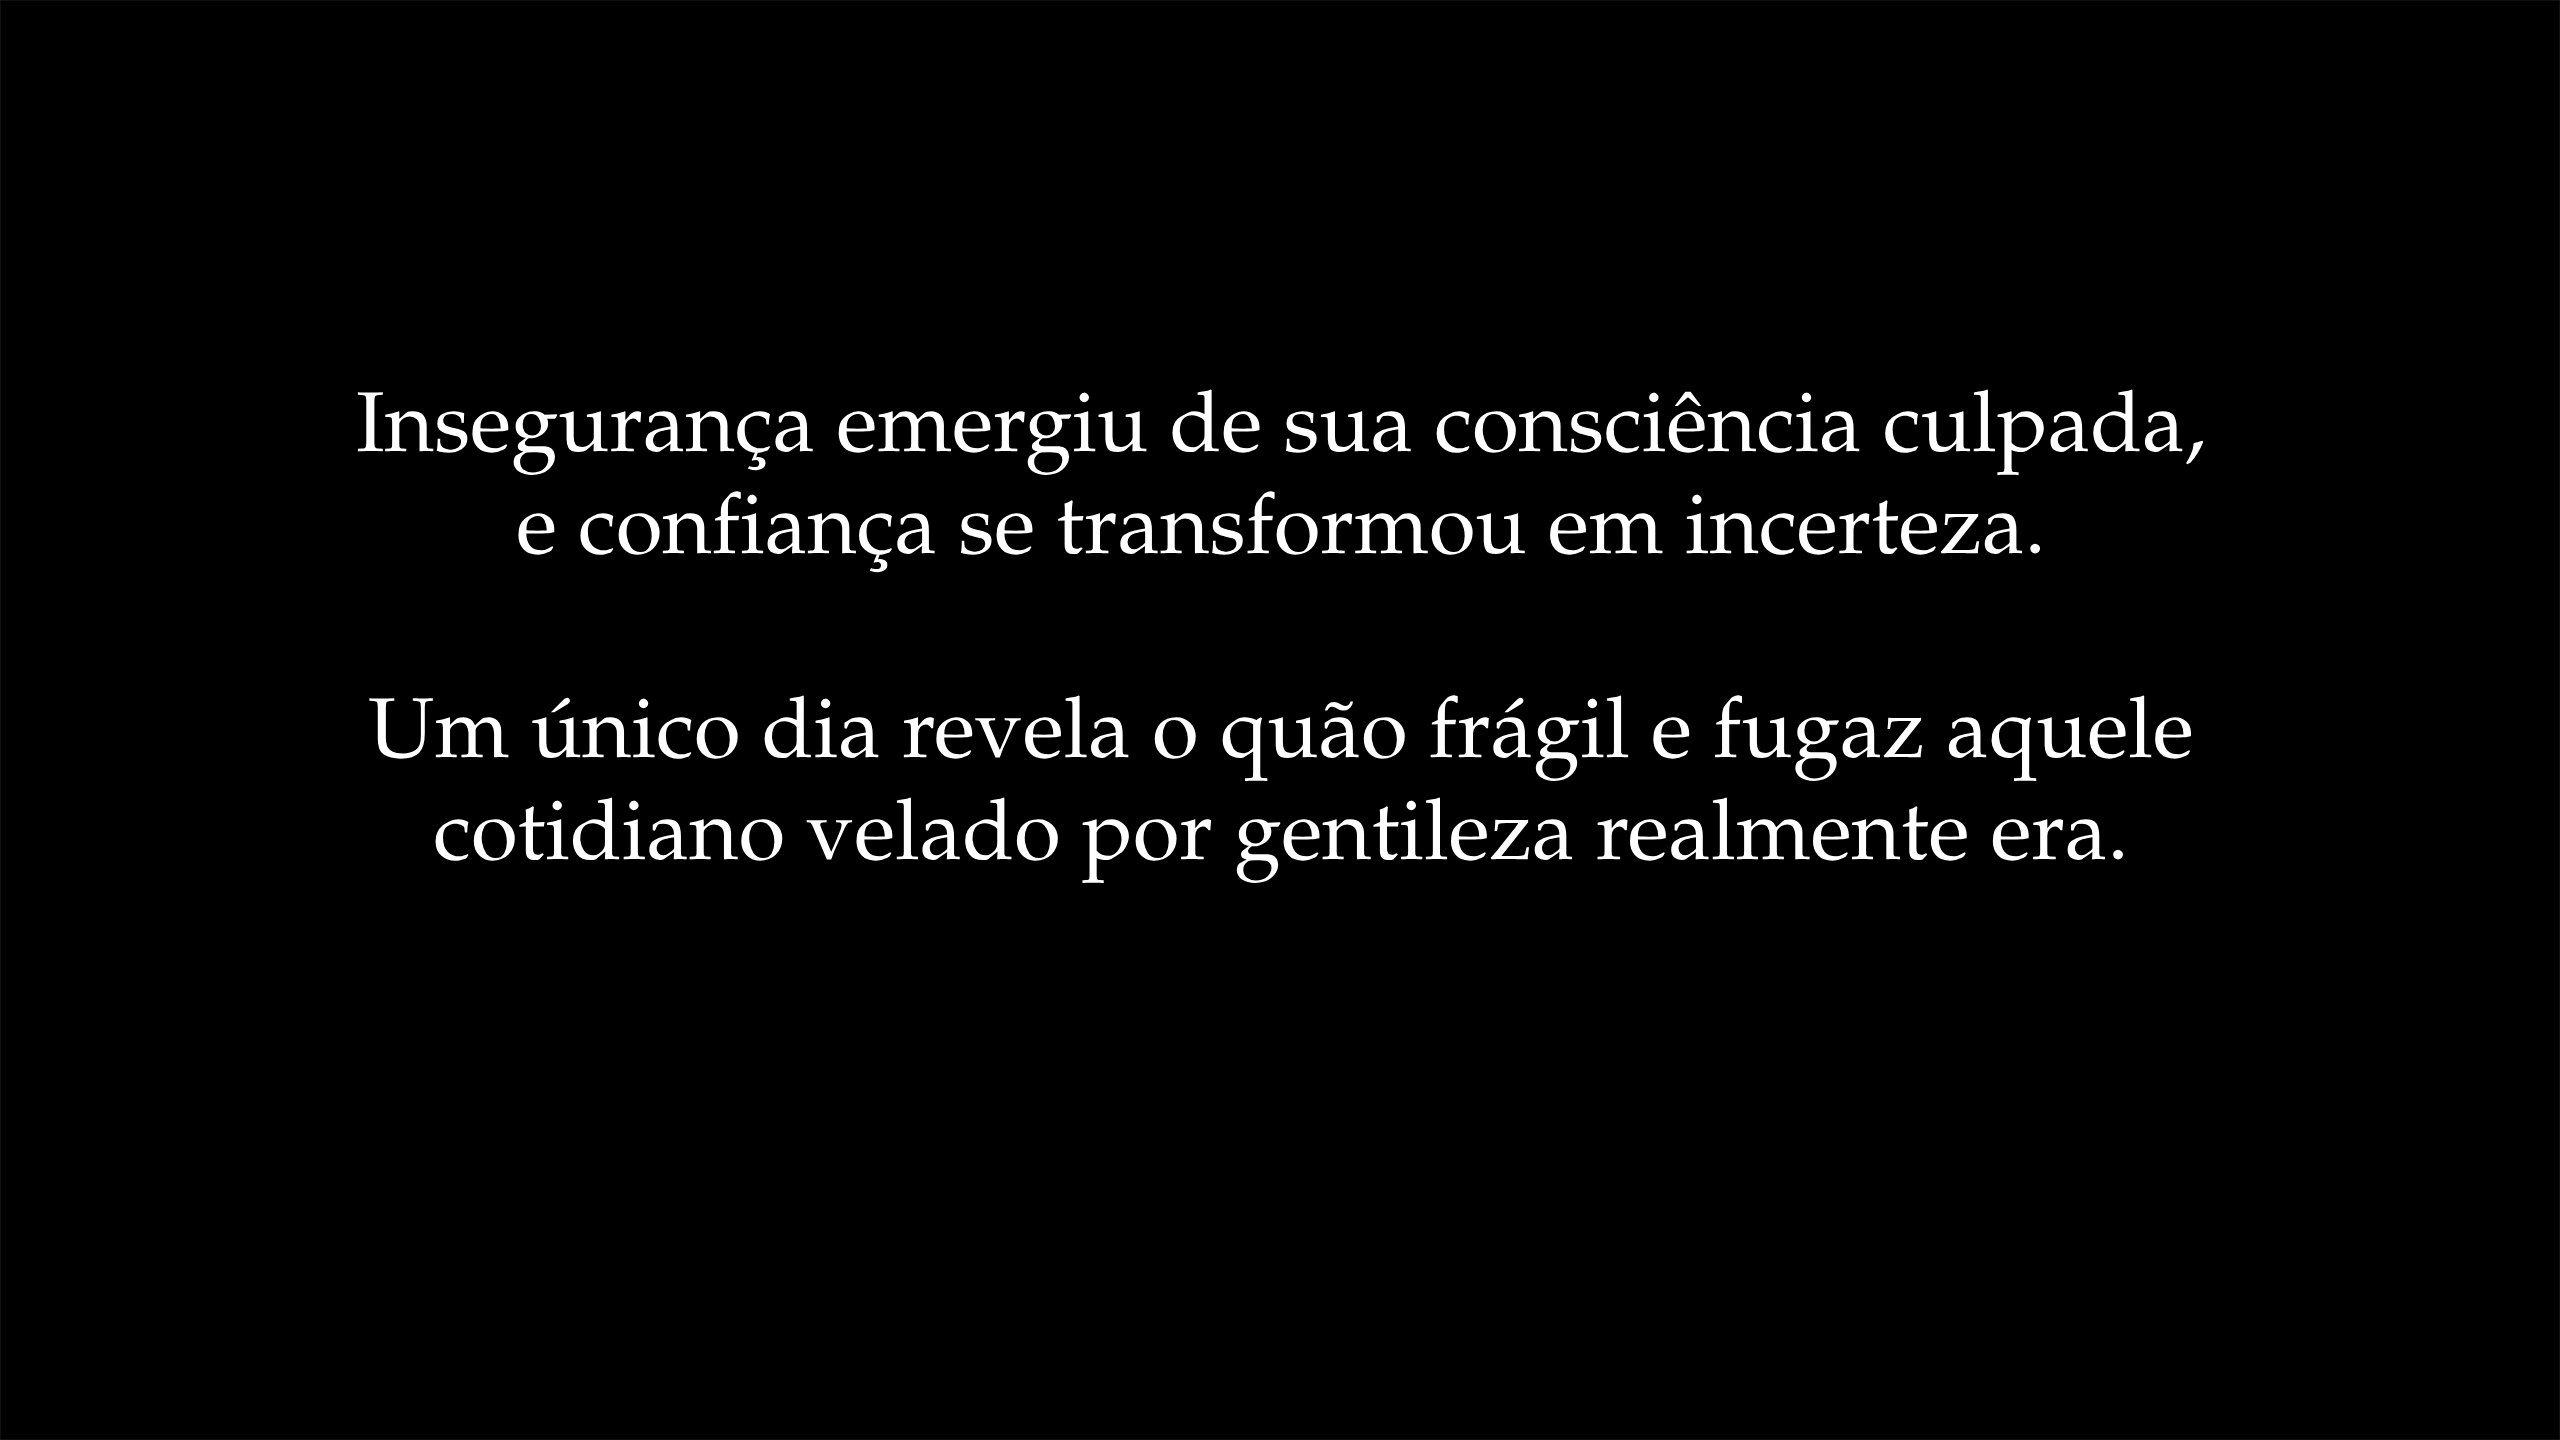 Insegurança emergiu de sua consciência culpada,
e confiança se transformou em incerteza.
Um único dia revela o quão frágil e fugaz aquele
cotidiano velado por gentileza realmente era.